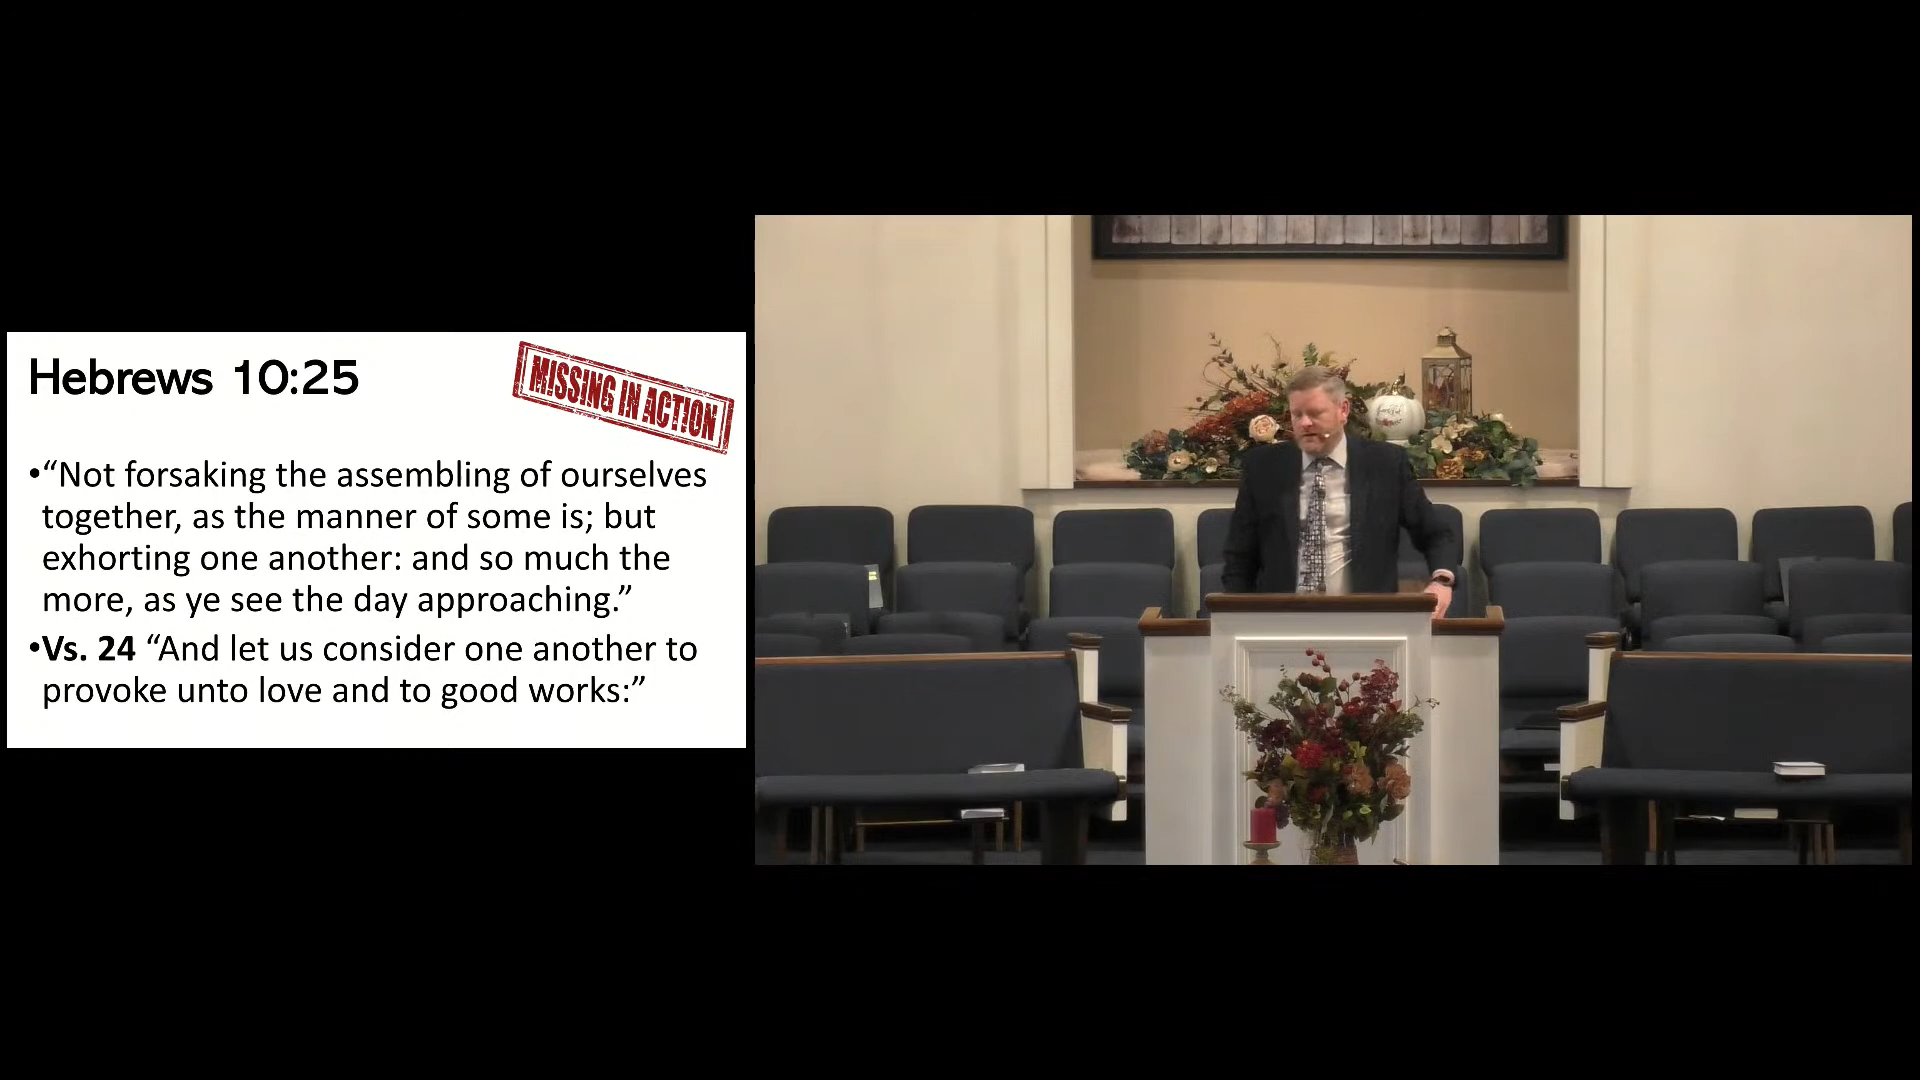 Hebrews 10:25
MISSING IN ACTION
•“Not forsaking the assembling of ourselves
together, as the manner of some is; but
exhorting one another: and so much the
more, as ye see the day approaching.”
•Vs. 24 “And let us consider one another to
provoke unto love and to good works:”